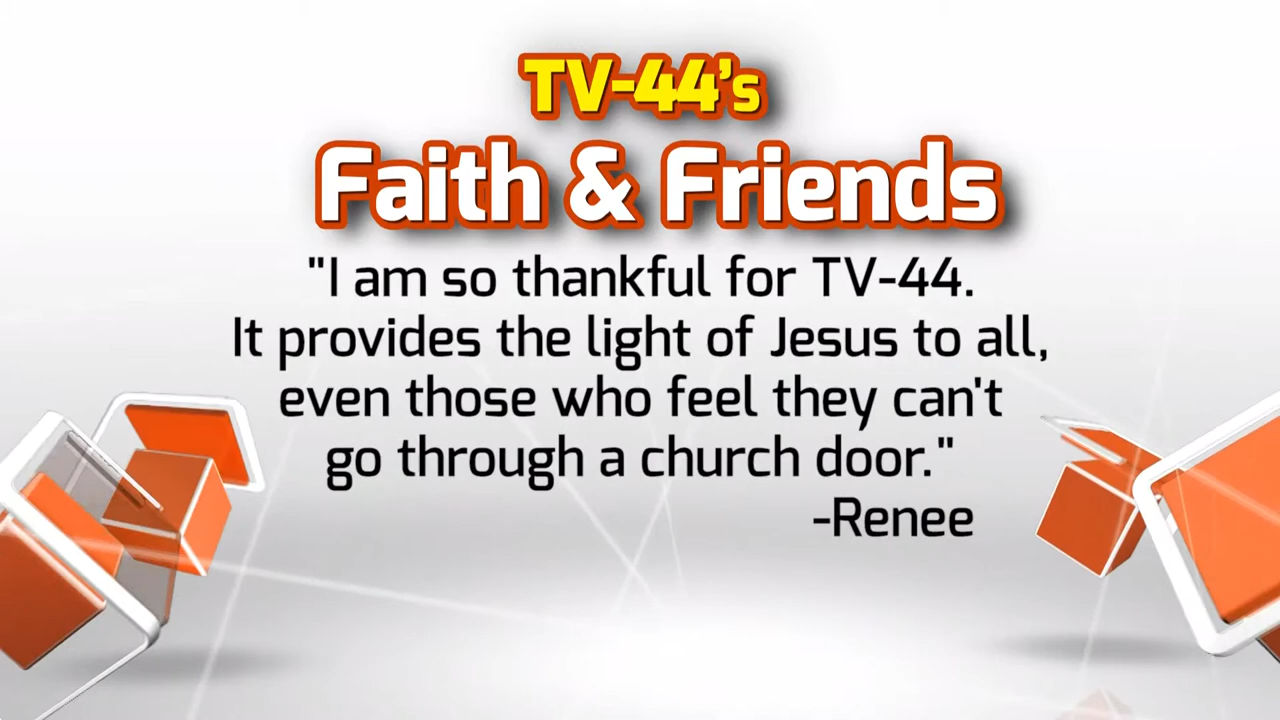 TV-44's
Faith & Friends
"I am so thankful for TV-44.
It provides the light of Jesus to all,
even those who feel they can't
go through a church door."
-Renee